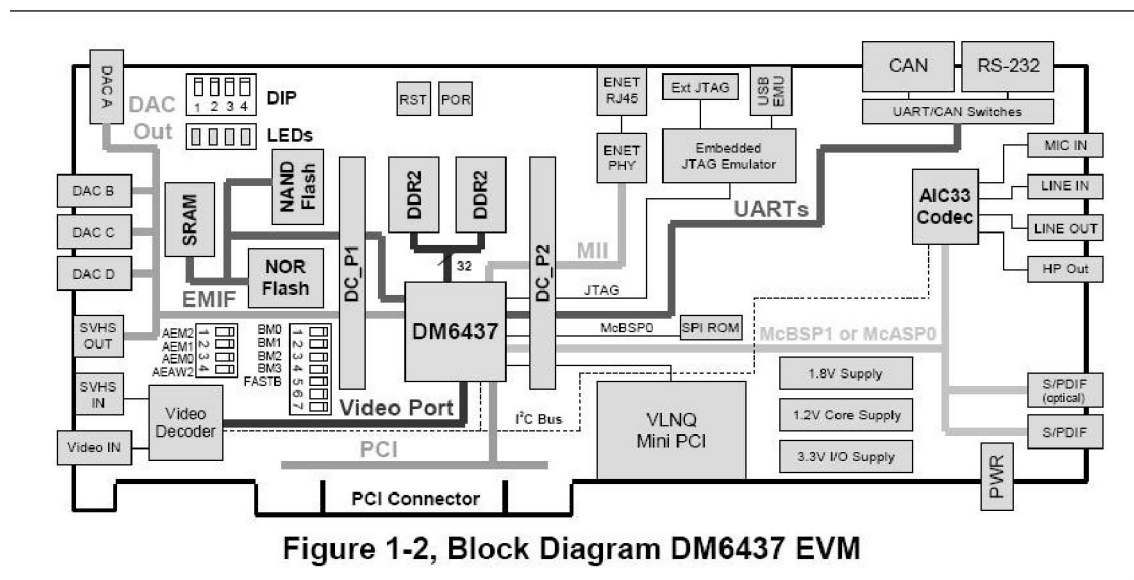 DAC A
DAC
Out
1 2 3 4
DIP
LEDs
RST
POR
ENET
RJ45
Ext JTAG
USB
EMU
CAN
RS-232
UART/CAN Switches
ENET
PHY
Embedded
JTAG Emulator
MIC IN
LINE IN
LINE OUT
HP Out
AIC33
Codec
DAC B
DAC C
DAC D
SRAM
NAND
Flash
NOR
Flash
EMIF
DC_P1
DDR2
DDR2
32
DC_P2
MII
UARTs
JTAG
DM6437
McBSP0
SPI ROM
McBSP1 or McASP0
SVHS
OUT
AEM2
AEM1
AEM0
AEAW2
1
2
3
4
BM0
BM1
BM2
BM3
FASTB
1
2
3
4
5
6
7
SVHS
IN
Video IN
Video
Decoder
Video Port
I²C Bus
PCI
VLNQ
Mini PCI
1.8V Supply
1.2V Core Supply
3.3V I/O Supply
S/PDIF
(optical)
S/PDIF
PWR
PCI Connector
Figure 1-2, Block Diagram DM6437 EVM